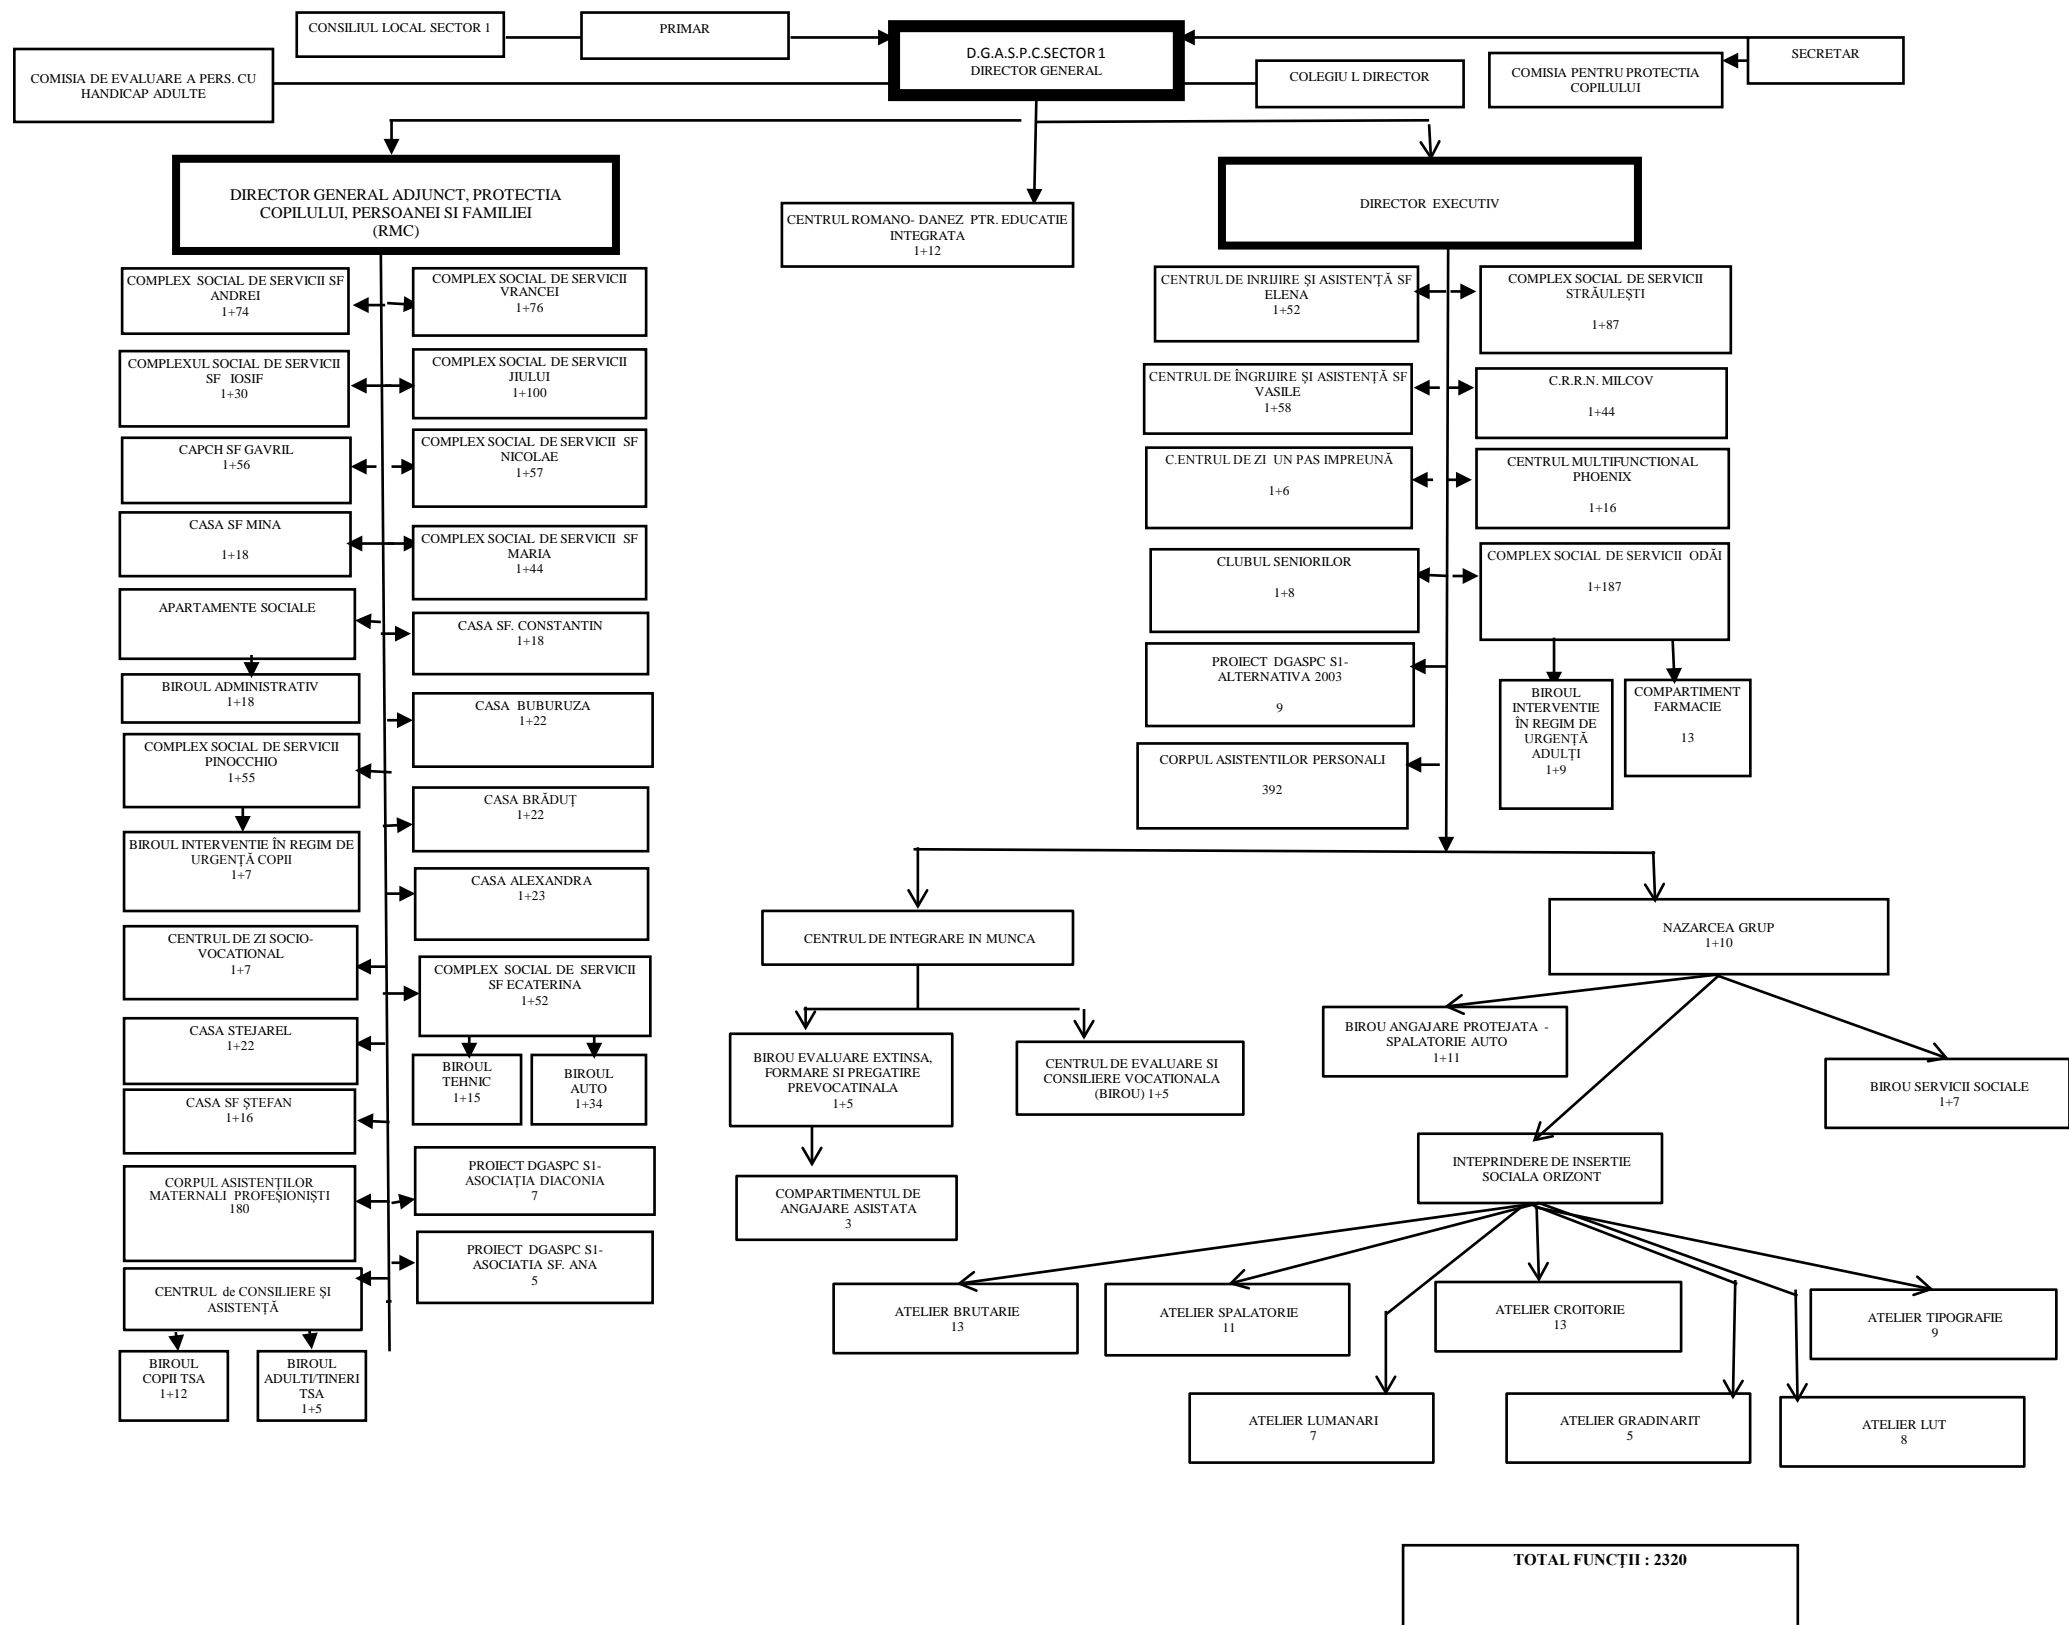 CONSILIUL LOCAL SECTOR 1
PRIMAR
D.G.A.S.P.C.SECTOR 1
DIRECTOR GENERAL
SECRETAR
COMISIA DE EVALUARE A PERS. CU
HANDICAP ADULTE
COLEGIU L DIRECTOR
COMISIA PENTRU PROTECTIA
COPILULUI
DIRECTOR GENERAL ADJUNCT, PROTECTIA
COPILULUI, PERSOANEI SI FAMILIEI
(RMC)
CENTRUL ROMANO- DANEZ PTR. EDUCATIE
INTEGRATA
1+12
DIRECTOR EXECUTIV
COMPLEX SOCIAL DE SERVICII SF
ANDREI
1+74
COMPLEX SOCIAL DE SERVICII
VRANCEI
1+76
COMPLEXUL SOCIAL DE SERVICII
SF IOSIF
1+30
COMPLEX SOCIAL DE SERVICII
JIULUI
1+100
CAPCH SF GAVRIL
1+56
COMPLEX SOCIAL DE SERVICII SF
NICOLAE
1+57
CASA SF MINA
1+18
COMPLEX SOCIAL DE SERVICII SF
MARIA
1+44
APARTAMENTE SOCIALE
CASA SF. CONSTANTIN
1+18
BIROUL ADMINISTRATIV
1+18
CASA BUBURUZA
1+22
COMPLEX SOCIAL DE SERVICII
PINOCCHIO
1+55
CASA BRĂDUȚ
1+22
BIROUL INTERVENTIE ÎN REGIM DE
URGENȚĂ COPII
1+7
CASA ALEXANDRA
1+23
CENTRUL DE ZI SOCIO-
VOCATIONAL
1+7
COMPLEX SOCIAL DE SERVICII
SF ECATERINA
1+52
CASA STEJAREL
1+22
BIROUL
TEHNIC
1+15
BIROUL
AUTO
1+34
CASA SF ȘTEFAN
1+16
CORPUL ASISTENȚILOR
MATERNALI PROFEȘIONIȘTI
180
PROIECT DGASPC S1-
ASOCIAȚIA DIACONIA
7
PROIECT DGASPC S1-
ASOCIATIA SF. ANA
5
CENTRUL de CONSILIERE ȘI
ASISTENȚĂ
BIROUL
COPII TSA
1+12
BIROUL
ADULTI/TINERI
TSA
1+5
CENTRUL DE INRIJIRE ȘI ASISTENȚĂ SF
ELENA
1+52
COMPLEX SOCIAL DE SERVICII
STRĂULEȘTI
1+87
CENTRUL DE ÎNGRIJIRE ȘI ASISTENȚĂ SF
VASILE
1+58
C.R.R.N. MILCOV
1+44
C.ENTRUL DE ZI UN PAS IMPREUNĂ
1+6
CENTRUL MULTIFUNCTIONAL
PHOENIX
1+16
CLUBUL SENIORILOR
1+8
COMPLEX SOCIAL DE SERVICII ODĂI
1+187
PROIECT DGASPC S1-
ALTERNATIVA 2003
9
BIROUL
INTERVENTIE
ÎN REGIM DE
URGENȚĂ
ADULȚI
1+9
COMPARTIMENT
FARMACIE
13
CORPUL ASISTENTILOR PERSONALI
392
CENTRUL DE INTEGRARE IN MUNCA
NAZARCEA GRUP
1+10
BIROU EVALUARE EXTINSA,
FORMARE SI PREGATIRE
PREVOCATINALA
1+5
CENTRUL DE EVALUARE SI
CONSILIERE VOCATIONALA
(BIROU) 1+5
BIROU ANGAJARE PROTEJATA -
SPALATORIE AUTO
1+11
BIROU SERVICII SOCIALE
1+7
COMPARTIMENTUL DE
ANGAJARE ASISTATA
3
INTEPRINDERE DE INSERTIE
SOCIALA ORIZONT
ATELIER BRUTARIE
13
ATELIER SPALATORIE
11
ATELIER CROITORIE
13
ATELIER TIPOGRAFIE
9
ATELIER LUMANARI
7
ATELIER GRADINARIT
5
ATELIER LUT
8
TOTAL FUNCȚII : 2320